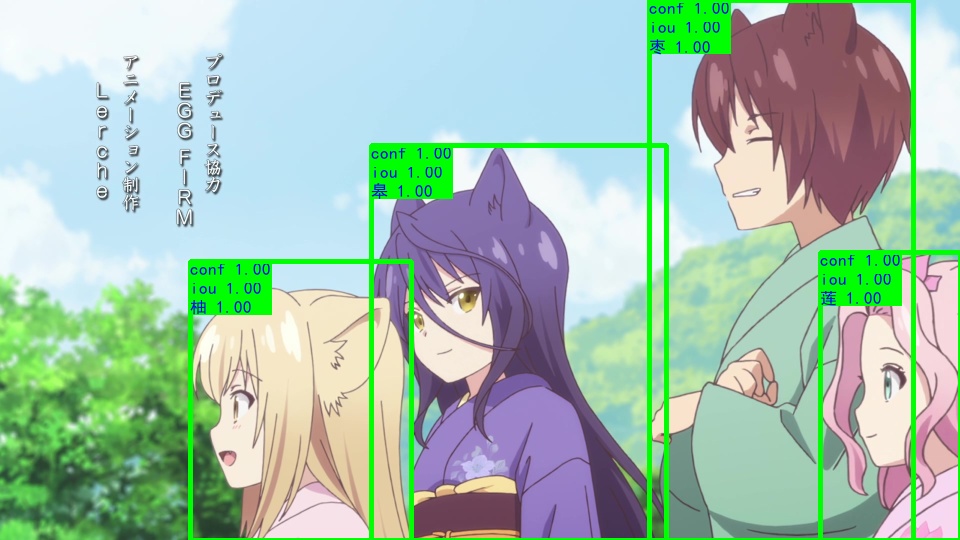 プロデュース協力
EGG FIRM
アニメーション制作
Lerche
conf 1.00
iou 1.00
枣 1.00
conf 1.00
iou 1.00
皋 1.00
conf 1.00
iou 1.00
莲 1.00
conf 1.00
iou 1.00
柚 1.00